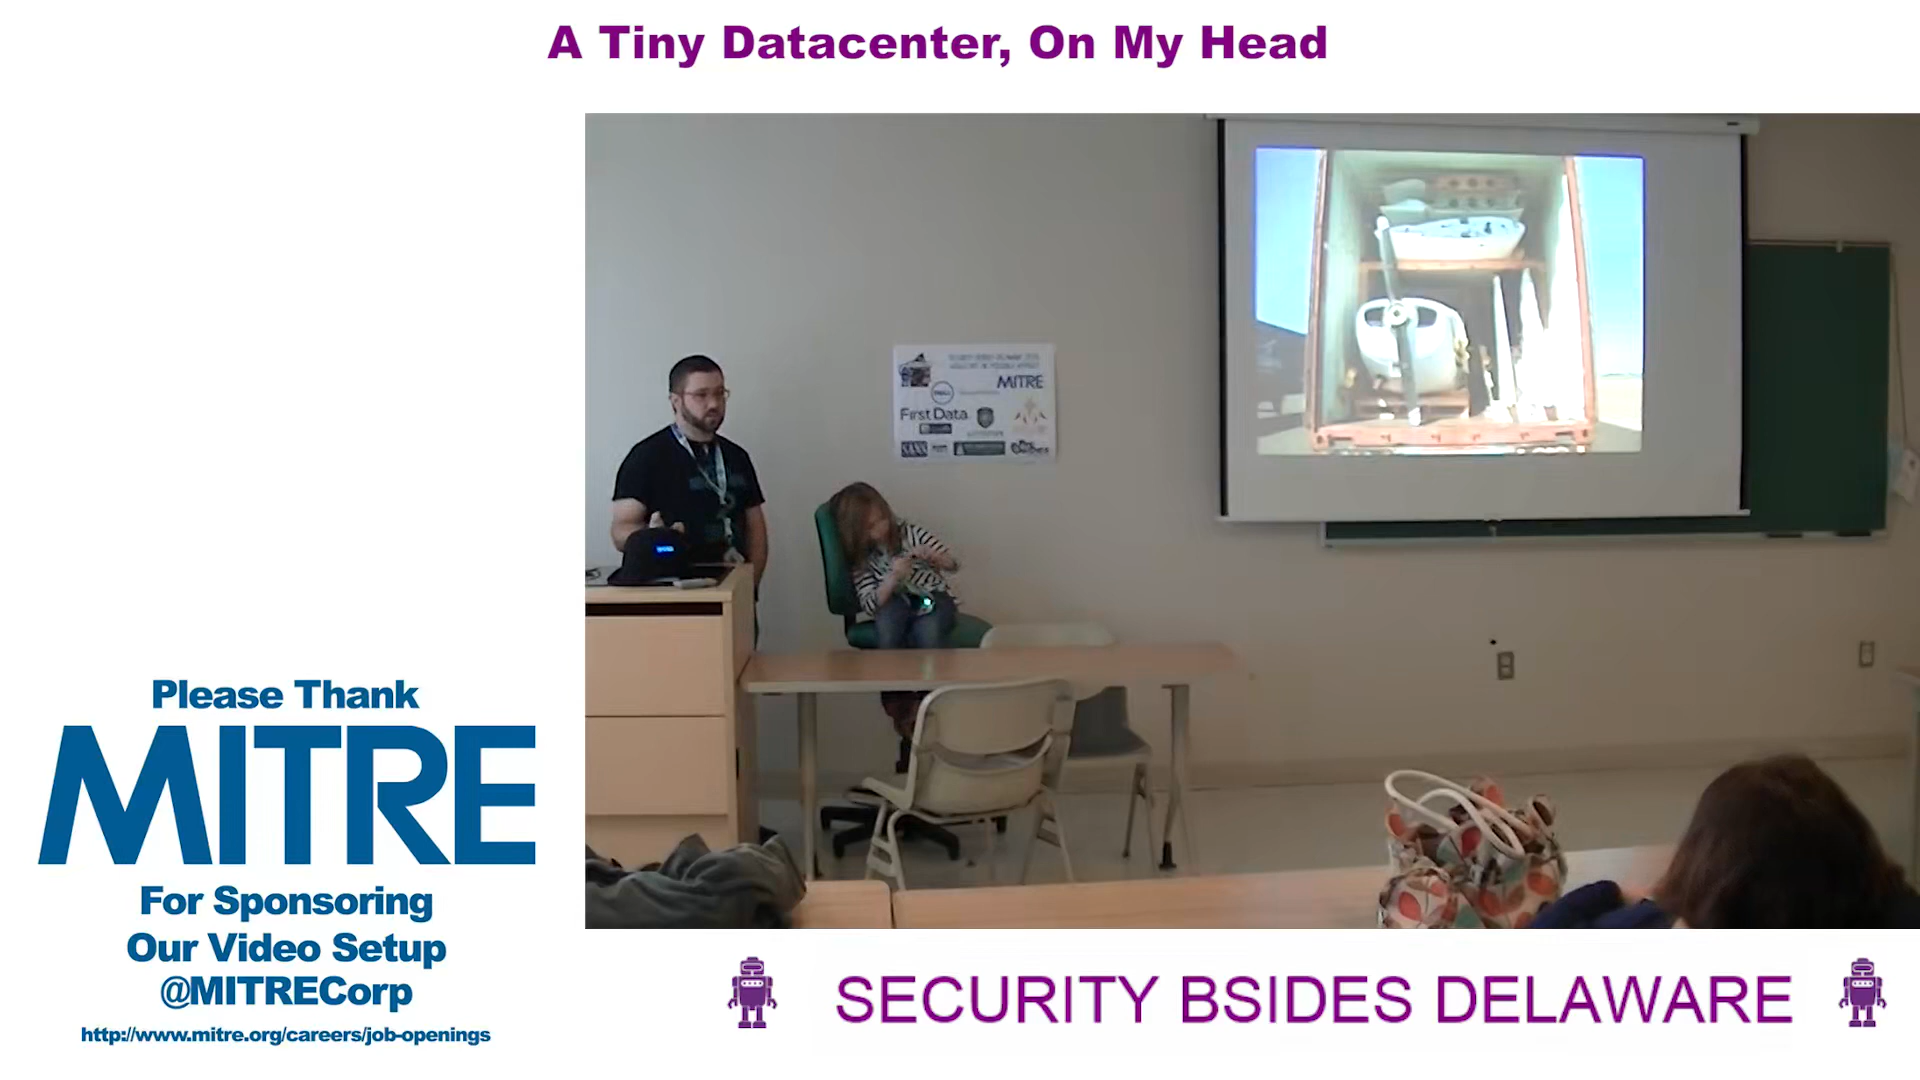 A Tiny Datacenter, On My Head
MITRE
DELL
First Data
Please Thank
MITRE
For Sponsoring
Our Video Setup
@MITRECorp
http://www.mitre.org/careers/job-openings
SECURITY BSIDES DELAWARE